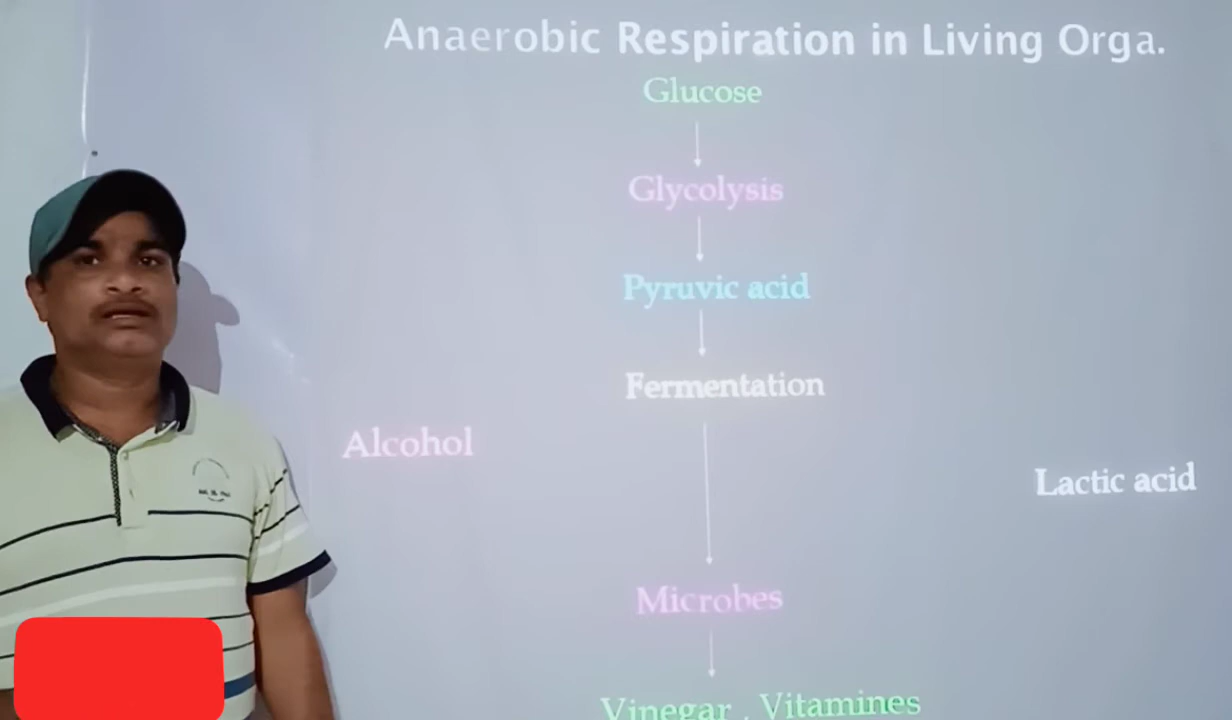 Anaerobic Respiration in Living Orga.
Glucose
Glycolysis
Pyruvic acid
Fermentation
Alcohol
Lactic acid
Microbes
Vinegar , Vitamines